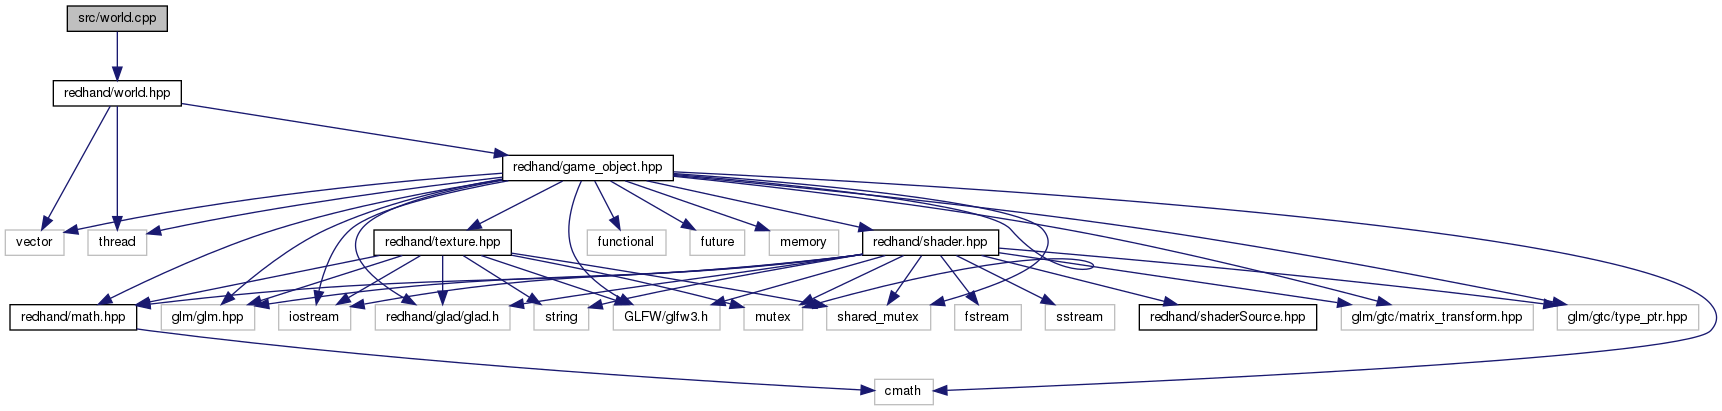 src/world.cpp
redhand/world.hpp
redhand/game_object.hpp
vector
thread
redhand/texture.hpp
functional
future
memory
redhand/shader.hpp
redhand/math.hpp
glm/glm.hpp
iostream
redhand/glad/glad.h
string
GLFW/glfw3.h
mutex
shared_mutex
fstream
sstream
redhand/shaderSource.hpp
glm/gtc/matrix_transform.hpp
glm/gtc/type_ptr.hpp
cmath